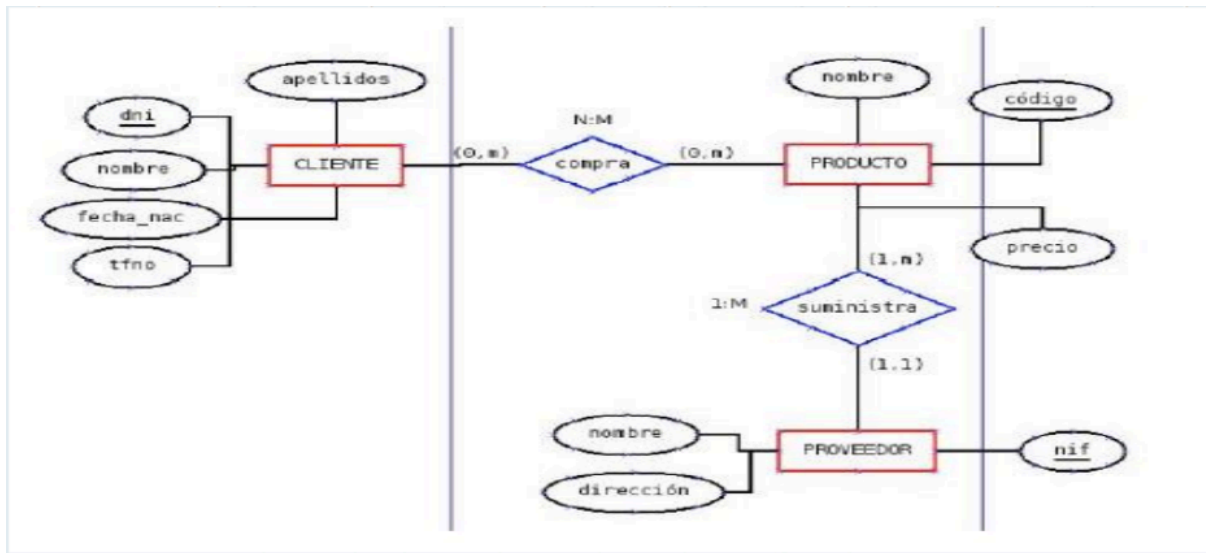 apellidos
nombre
dni
código
N:M
nombre
CLIENTE
(0,m)
compra
(0,m)
PRODUCTO
fecha_nac
tfno
precio
(1,m)
1:M
suministra
(1,1)
nombre
PROVEEDOR
nif
dirección